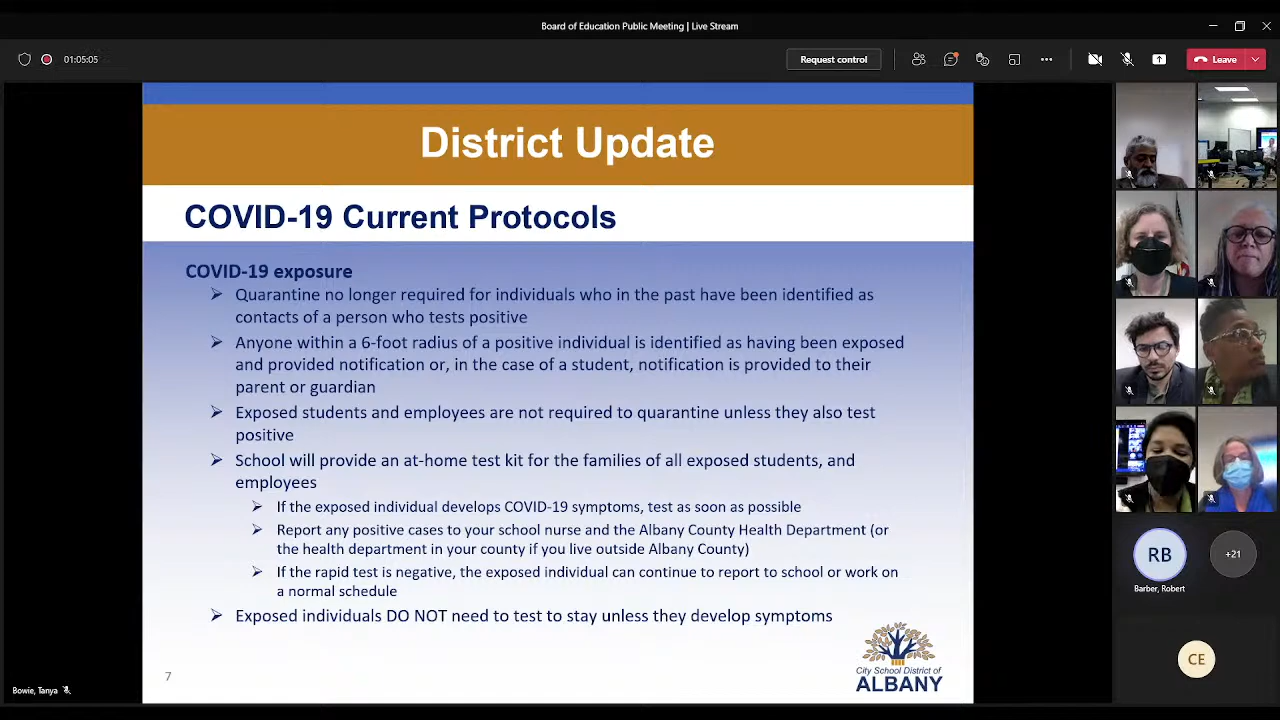 Board of Education Public Meeting | Live Stream
01:05:05
Request control
Leave
District Update
COVID-19 Current Protocols
COVID-19 exposure
Quarantine no longer required for individuals who in the past have been identified as
contacts of a person who tests positive
Anyone within a 6-foot radius of a positive individual is identified as having been exposed
and provided notification or, in the case of a student, notification is provided to their
parent or guardian
Exposed students and employees are not required to quarantine unless they also test
positive
School will provide an at-home test kit for the families of all exposed students, and
employees
If the exposed individual develops COVID-19 symptoms, test as soon as possible
Report any positive cases to your school nurse and the Albany County Health Department (or
the health department in your county if you live outside Albany County)
If the rapid test is negative, the exposed individual can continue to report to school or work on
a normal schedule
Exposed individuals DO NOT need to test to stay unless they develop symptoms
City School District of
ALBANY
7
Bowie, Tanya
RB
+21
Barber, Robert
CE